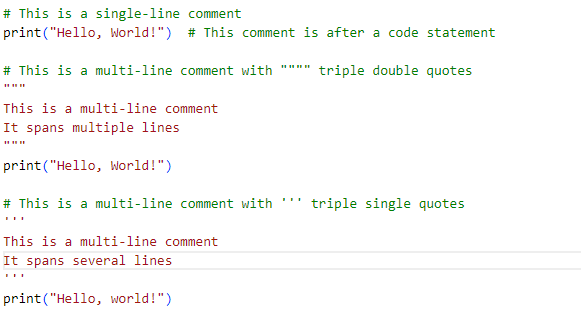 # This is a single-line comment
print("Hello, World!")  # This comment is after a code statement
# This is a multi-line comment with """" triple double quotes
"""
This is a multi-line comment
It spans multiple lines
"""
print("Hello, World!")
# This is a multi-line comment with ''' triple single quotes
'''
This is a multi-line comment
It spans several lines
'''
print("Hello, world!")